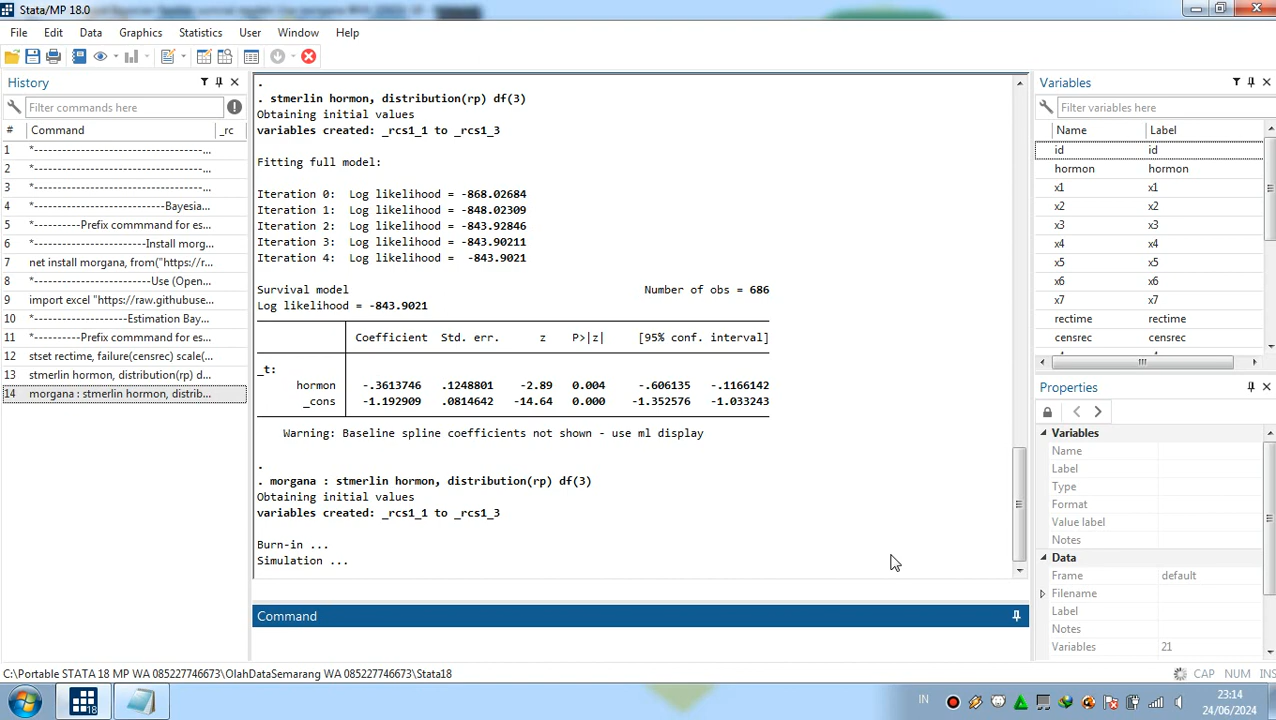 Stata/MP 18.0
File Edit Data Graphics Statistics User Window Help
History
Filter commands here
# Command _rc
1 *-----------------------------------...
2 *-----------------------------------...
3 *-----------------------------------...
4 *----------------------------Bayesia...
5 *----------Prefix commmand for es...
6 *------------------------Install morg...
7 net install morgana, from("https://r...
8 *-------------------------Use (Open...
9 import excel "https://raw.githubuse...
10 *--------------------Estimation Bay...
11 *----------Prefix commmand for es...
12 stset rectime, failure(censrec) scale(...
13 stmerlin hormon, distribution(rp) d...
14 morgana : stmerlin hormon, distrib...
.
. stmerlin hormon, distribution(rp) df(3)
Obtaining initial values
variables created: _rcs1_1 to _rcs1_3
Fitting full model:
Iteration 0: Log likelihood = -868.02684
Iteration 1: Log likelihood = -848.02309
Iteration 2: Log likelihood = -843.92846
Iteration 3: Log likelihood = -843.90211
Iteration 4: Log likelihood = -843.9021
Survival model Number of obs = 686
Log likelihood = -843.9021
Coefficient Std. err. z P>|z| [95% conf. interval]
_t:
hormon -.3613746 .1248801 -2.89 0.004 -.606135 -.1166142
_cons -1.192909 .0814642 -14.64 0.000 -1.352576 -1.033243
Warning: Baseline spline coefficients not shown - use ml display
.
. morgana : stmerlin hormon, distribution(rp) df(3)
Obtaining initial values
variables created: _rcs1_1 to _rcs1_3
Burn-in ...
Simulation ...
Command
Variables
Filter variables here
Name Label
id id
hormon hormon
x1 x1
x2 x2
x3 x3
x4 x4
x5 x5
x6 x6
x7 x7
rectime rectime
censrec censrec
Properties
Variables
Name
Label
Type
Format
Value label
Notes
Data
Frame default
Filename
Label
Notes
Variables 21
C:\Portable STATA 18 MP WA 085227746673\OlahDataSemarang WA 085227746673\Stata18
CAP NUM INS
18
IN
23:14
24/06/2024